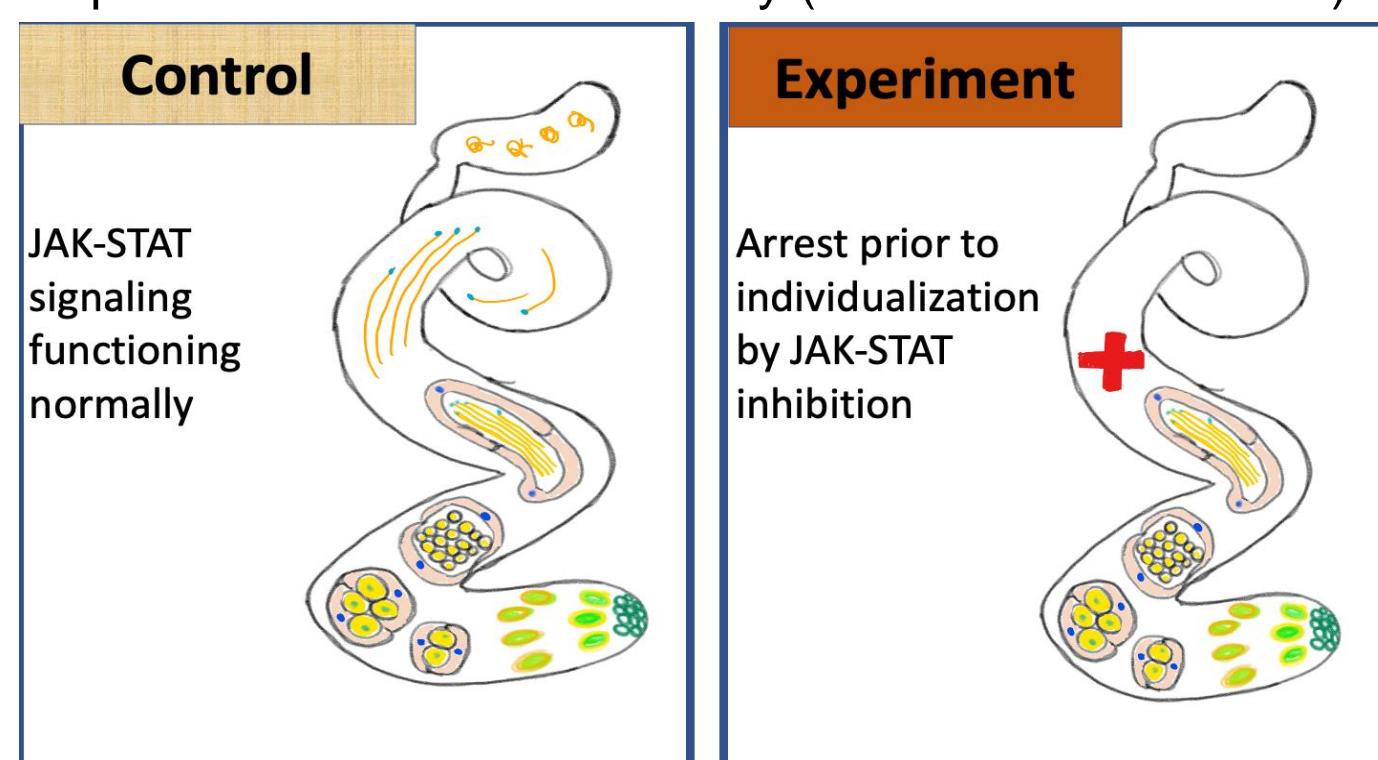 Control
JAK-STAT
signaling
functioning
normally
Experiment
Arrest prior to
individualization
by JAK-STAT
inhibition